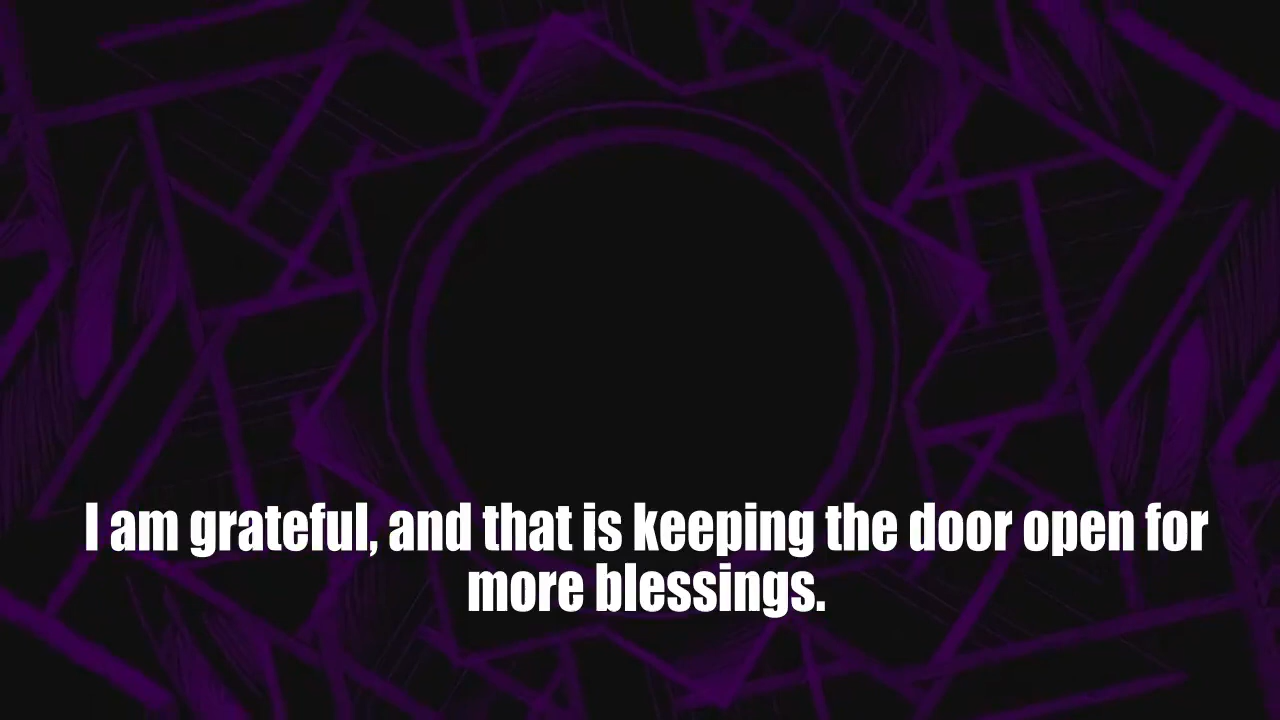 I am grateful, and that is keeping the door open for
more blessings.